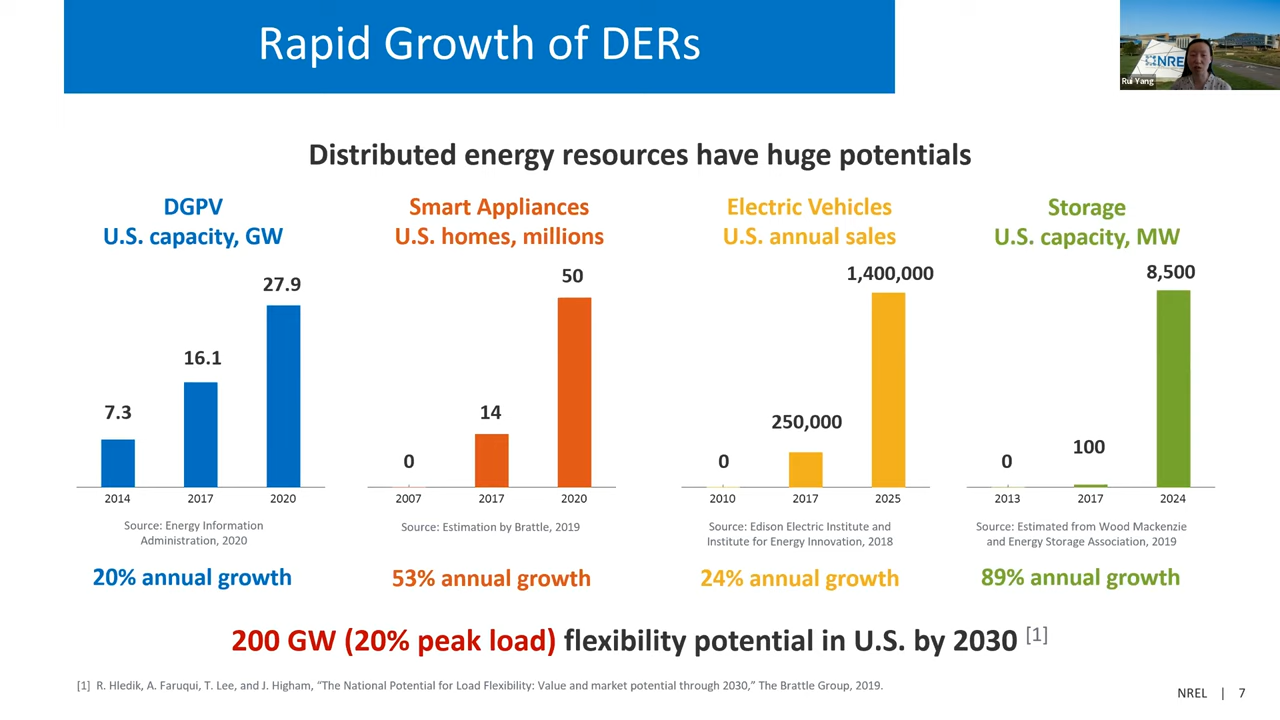 Rapid Growth of DERs
NREL
Rui Yang
Distributed energy resources have huge potentials
DGPV
U.S. capacity, GW
27.9
16.1
7.3
2014 2017 2020
Source: Energy Information
Administration, 2020
20% annual growth
Smart Appliances
U.S. homes, millions
50
14
0
2007 2017 2020
Source: Estimation by Brattle, 2019
53% annual growth
Electric Vehicles
U.S. annual sales
1,400,000
250,000
0
2010 2017 2025
Source: Edison Electric Institute and
Institute for Energy Innovation, 2018
24% annual growth
Storage
U.S. capacity, MW
8,500
100
0
2013 2017 2024
Source: Estimated from Wood Mackenzie
and Energy Storage Association, 2019
89% annual growth
200 GW (20% peak load) flexibility potential in U.S. by 2030 [1]
[1] R. Hledik, A. Faruqui, T. Lee, and J. Higham, “The National Potential for Load Flexibility: Value and market potential through 2030,” The Brattle Group, 2019.
NREL | 7